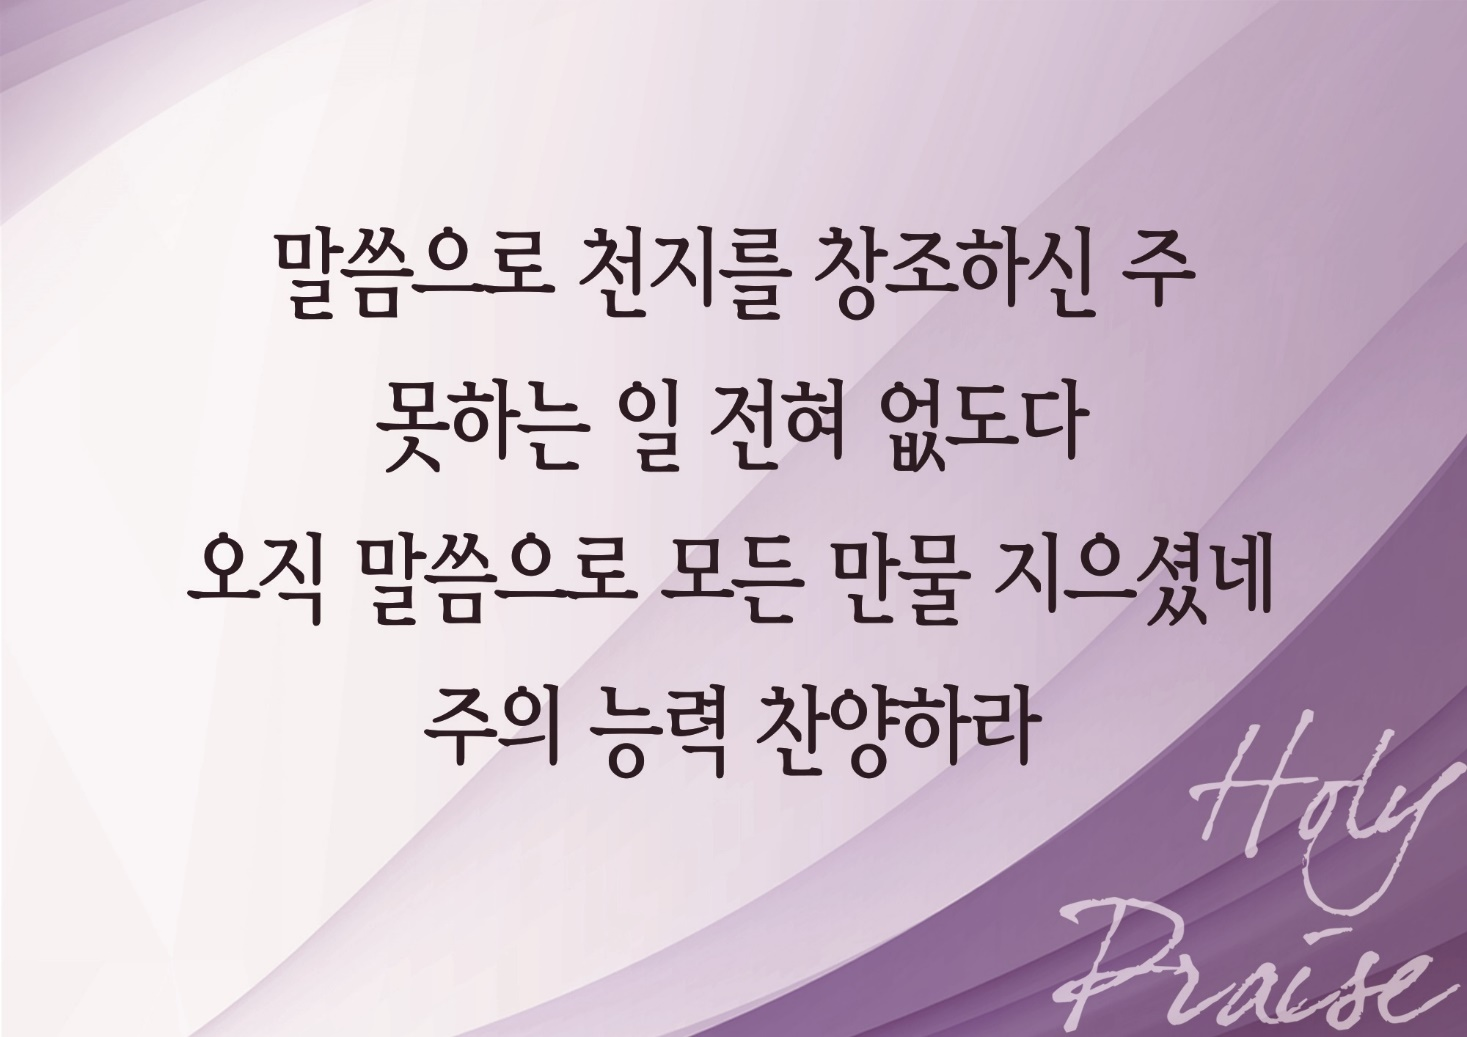 말씀으로 천지를 창조하신 주
못하는 일 전혀 없도다
오직 말씀으로 모든 만물 지으셨네
주의 능력 찬양하라
Holy
Praise